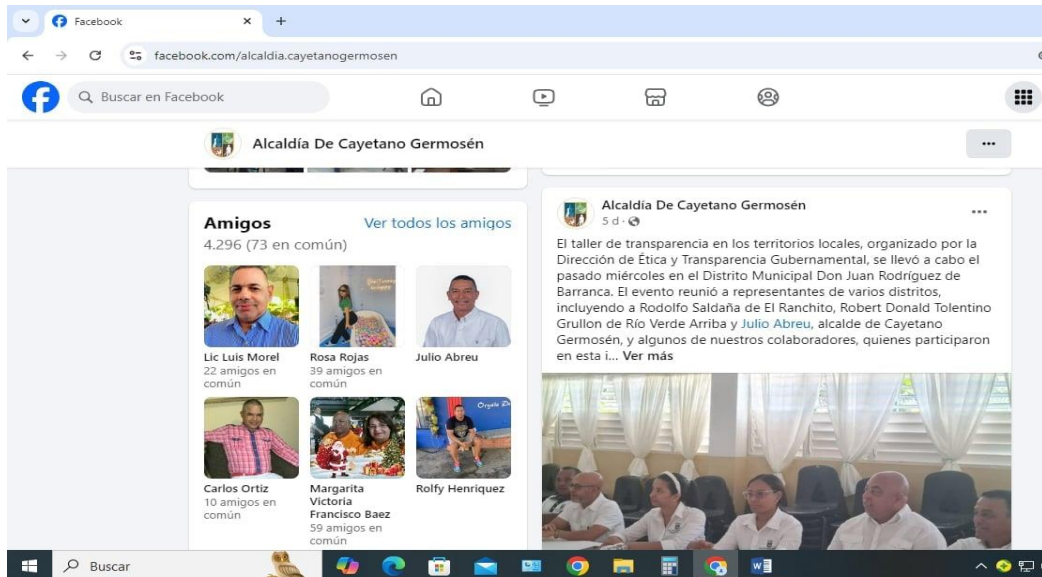 Facebook
facebook.com/alcaldia.cayetanogermosen
Buscar en Facebook
Alcaldía De Cayetano Germosén
Amigos
Ver todos los amigos
4.296 (73 en común)
Lic Luis Morel
22 amigos en
común
Rosa Rojas
39 amigos en
común
Julio Abreu
Carlos Ortiz
10 amigos en
común
Margarita
Victoria
Francisco Baez
59 amigos en
común
Rolfy Henriquez
Alcaldía De Cayetano Germosén
5 d ·
El taller de transparencia en los territorios locales, organizado por la
Dirección de Ética y Transparencia Gubernamental, se llevó a cabo el
pasado miércoles en el Distrito Municipal Don Juan Rodríguez de
Barranca. El evento reunió a representantes de varios distritos,
incluyendo a Rodolfo Saldaña de El Ranchito, Robert Donald Tolentino
Grullon de Río Verde Arriba y Julio Abreu, alcalde de Cayetano
Germosén, y algunos de nuestros colaboradores, quienes participaron
en esta i... Ver más
Buscar